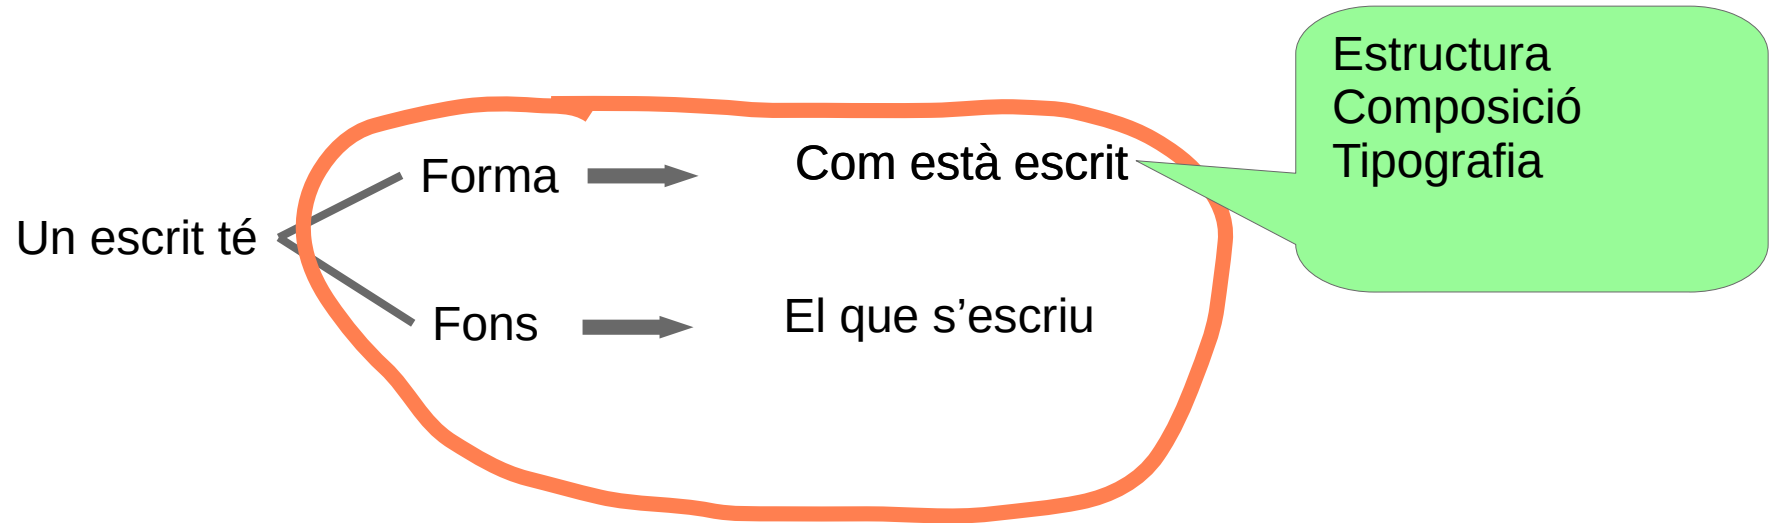 Estructura
Composició
Tipografia
Forma
Com està escrit
Un escrit té
Fons
El que s’escriu